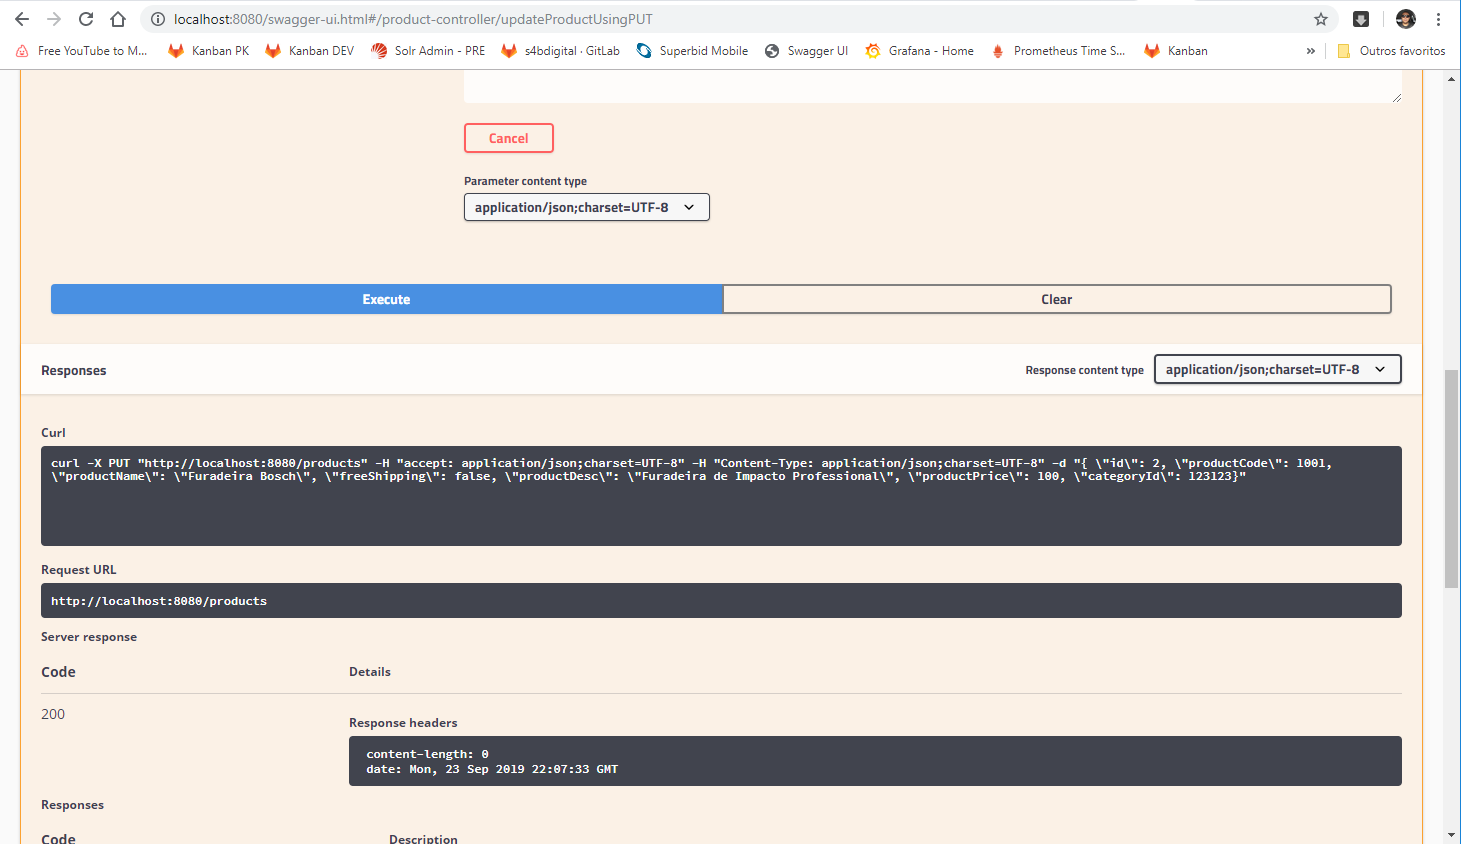 localhost:8080/swagger-ui.html#/product-controller/updateProductUsingPUT
Free YouTube to M... Kanban PK Kanban DEV Solr Admin - PRE s4bdigital · GitLab Superbid Mobile Swagger UI Grafana - Home Prometheus Time S... Kanban » Outros favoritos
Cancel
Parameter content type
application/json;charset=UTF-8
Execute Clear
Responses Response content type application/json;charset=UTF-8
Curl
curl -X PUT "http://localhost:8080/products" -H "accept: application/json;charset=UTF-8" -H "Content-Type: application/json;charset=UTF-8" -d "{ \"id\": 2, \"productCode\": 1001,
\"productName\": \"Furadeira Bosch\", \"freeShipping\": false, \"productDesc\": \"Furadeira de Impacto Professional\", \"productPrice\": 100, \"categoryId\": 123123}"
Request URL
http://localhost:8080/products
Server response
Code Details
200
Response headers
content-length: 0
date: Mon, 23 Sep 2019 22:07:33 GMT
Responses
Code Description